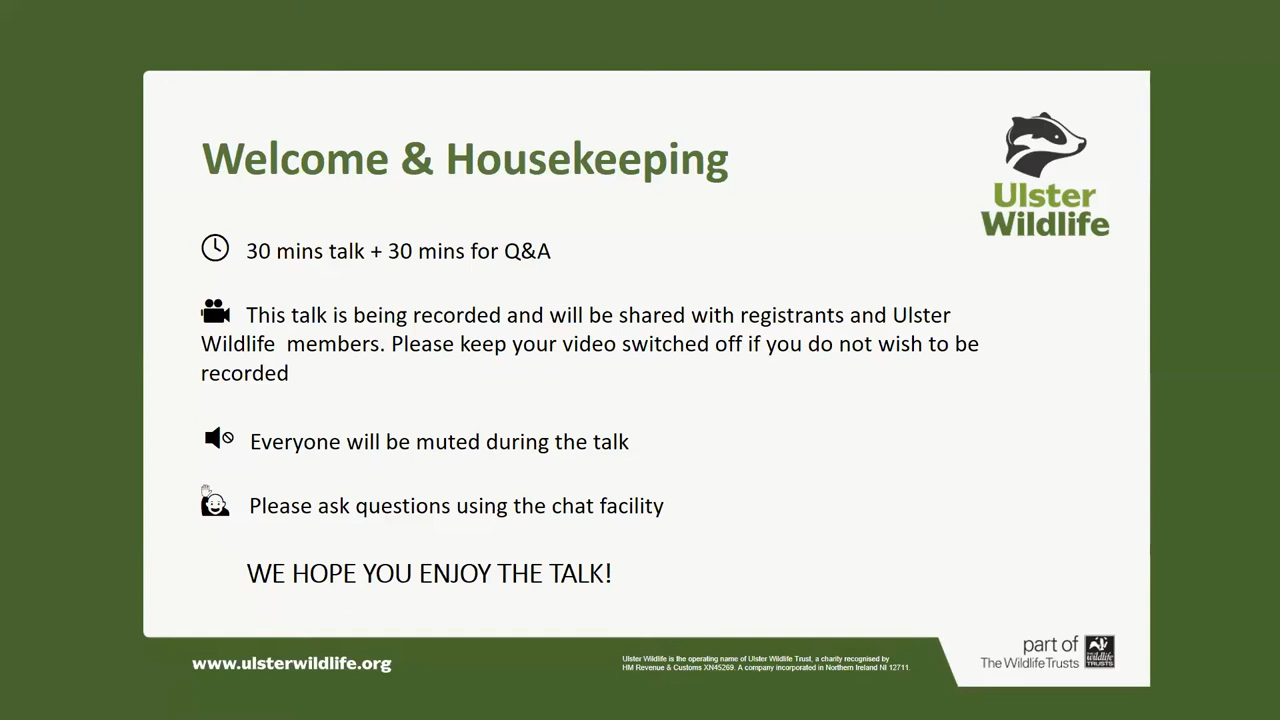 Welcome & Housekeeping
Ulster
Wildlife
30 mins talk + 30 mins for Q&A
This talk is being recorded and will be shared with registrants and Ulster
Wildlife  members. Please keep your video switched off if you do not wish to be
recorded
Everyone will be muted during the talk
Please ask questions using the chat facility
WE HOPE YOU ENJOY THE TALK!
www.ulsterwildlife.org
Ulster Wildlife is the operating name of Ulster Wildlife Trust, a charity recognised by
HM Revenue & Customs XN45269. A company incorporated in Northern Ireland NI 12711.
part of
The Wildlife Trusts
wildlife
TRUSTS